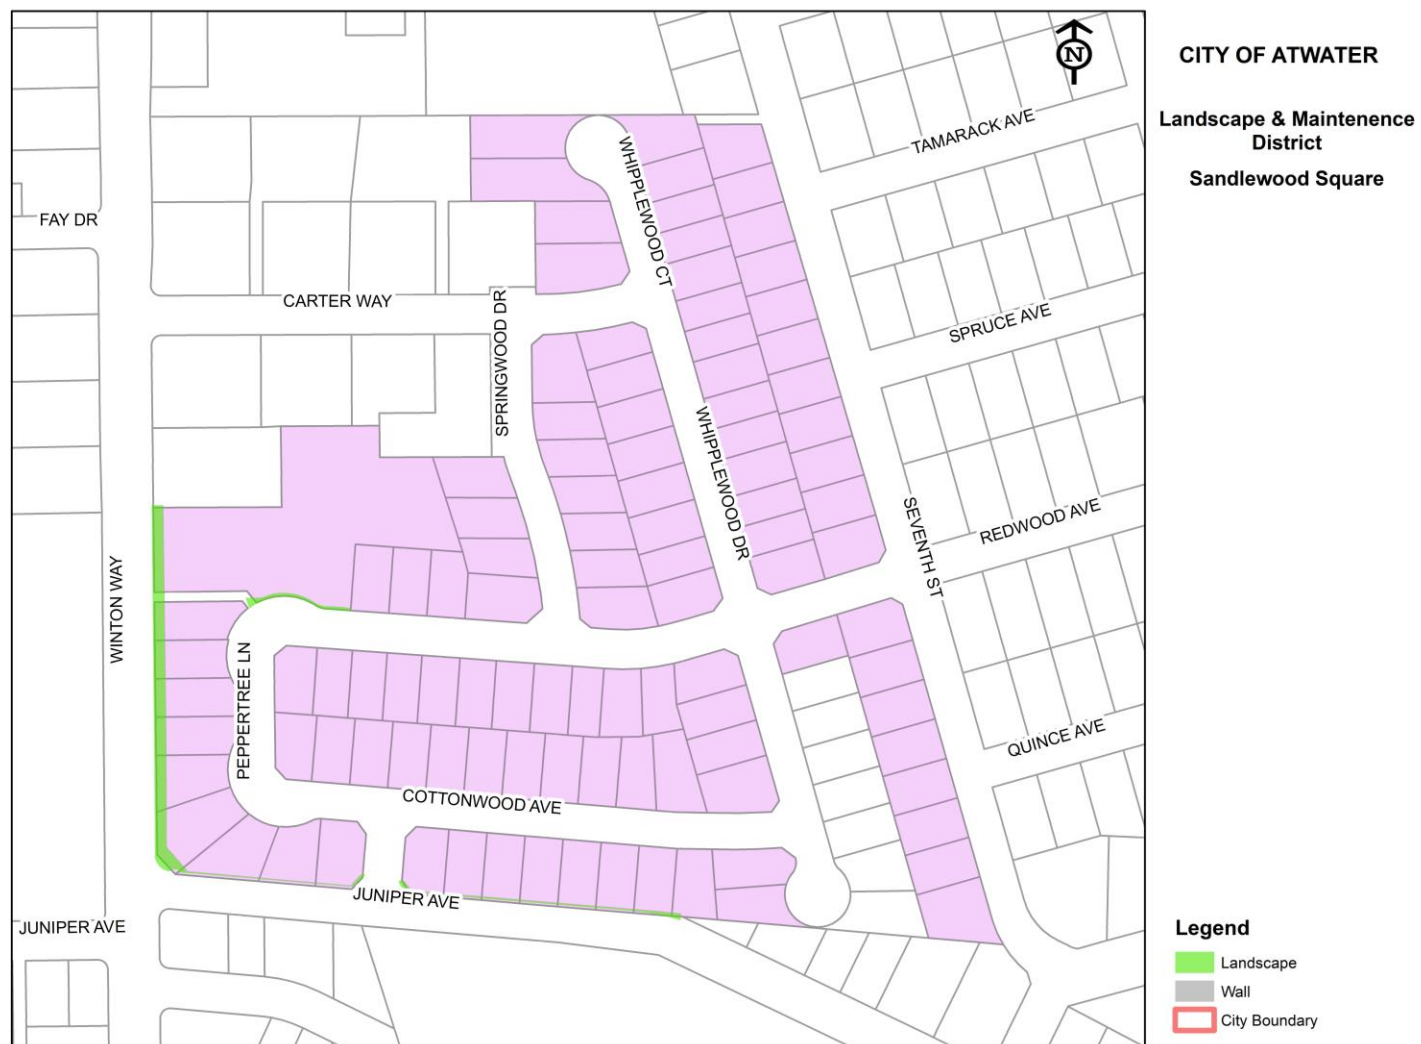 N
CITY OF ATWATER
Landscape & Maintenence
District
Sandlewood Square
TAMARACK AVE
WHIPPLEWOOD CT
FAY DR
CARTER WAY
SPRINGWOOD DR
SPRUCE AVE
WHIPPLEWOOD DR
SEVENTH ST
REDWOOD AVE
WINTON WAY
PEPPERTREE LN
QUINCE AVE
COTTONWOOD AVE
JUNIPER AVE
JUNIPER AVE
Legend
Landscape
Wall
City Boundary